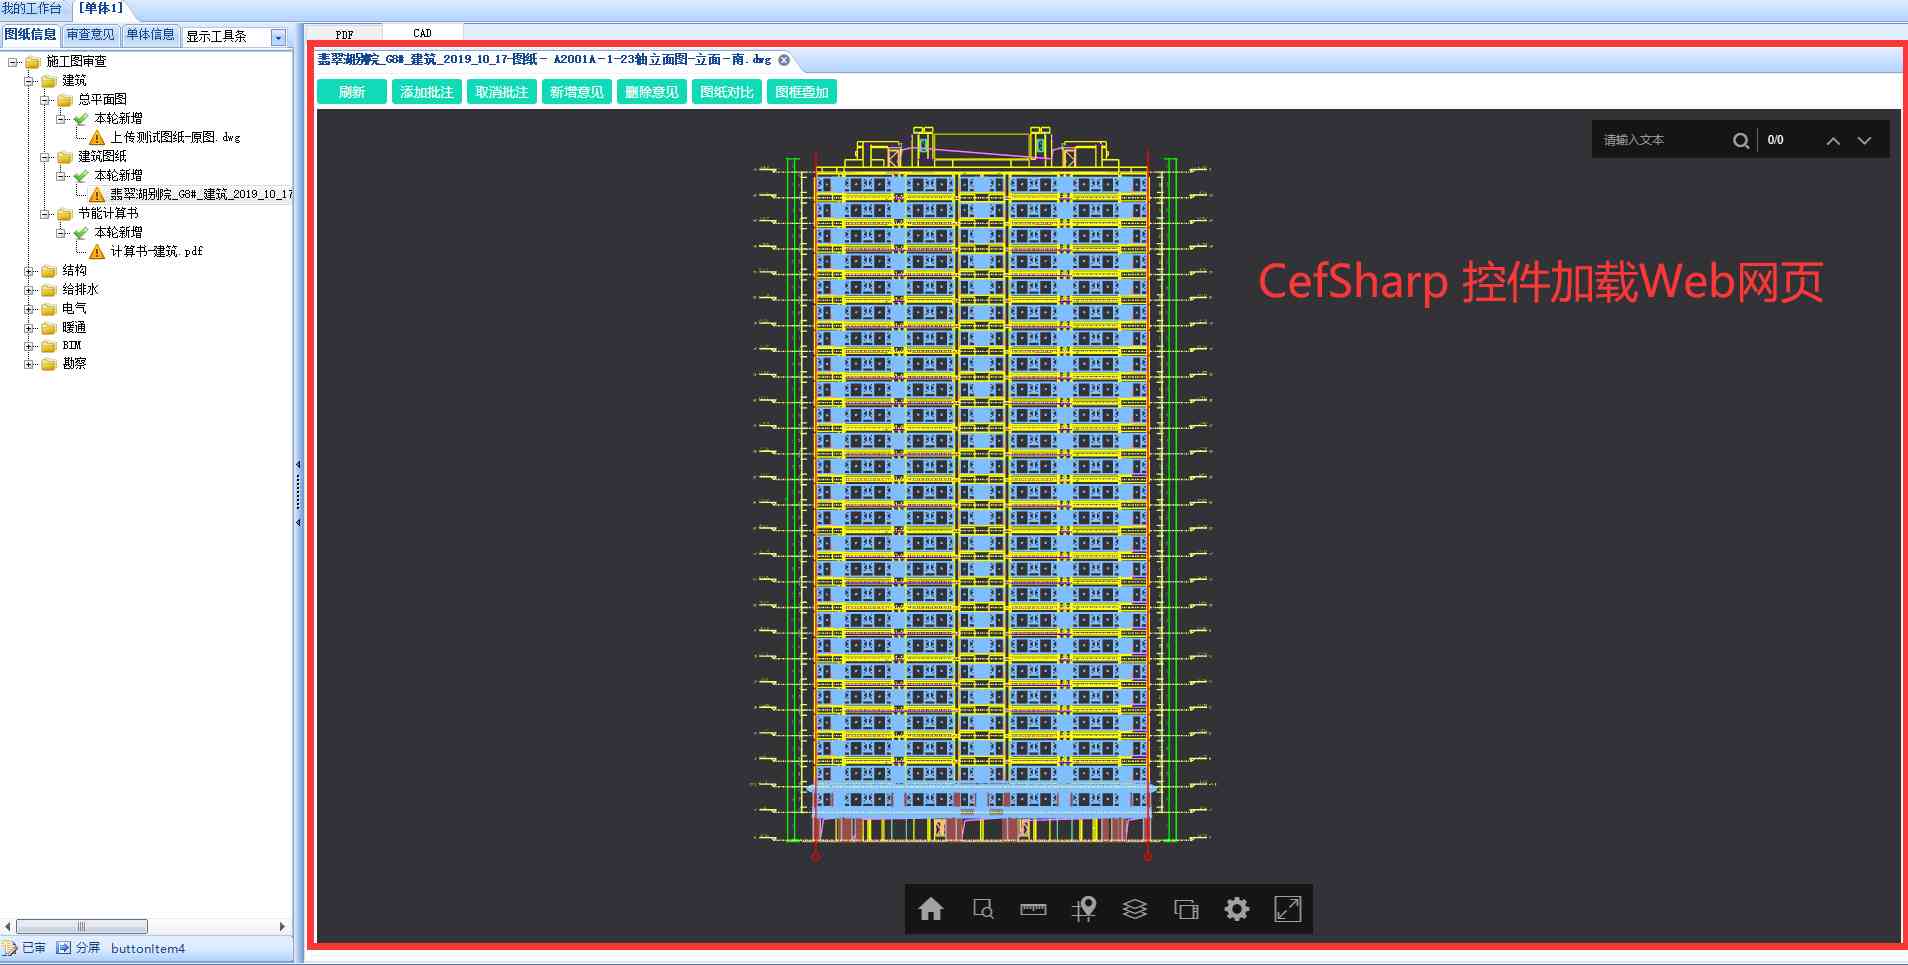 我的工作台 [单体1]
图纸信息 审查意见 单体信息 显示工具条
施工图审查
建筑
总平面图
本轮新增
上传测试图纸-原图.dwg
建筑图纸
本轮新增
翡翠湖别院_G8#_建筑_2019_10_17
节能计算书
本轮新增
计算书-建筑.pdf
结构
给排水
电气
暖通
BIM
勘察
已审 分屏 buttonItem4
PDF CAD
翡翠湖别院_G8#_建筑_2019_10_17-图纸- A2001A-1-23轴立面图-立面-南.dwg
刷新 添加批注 取消批注 新增意见 删除意见 图纸对比 图框叠加
请输入文本 0/0
CefSharp 控件加载Web网页